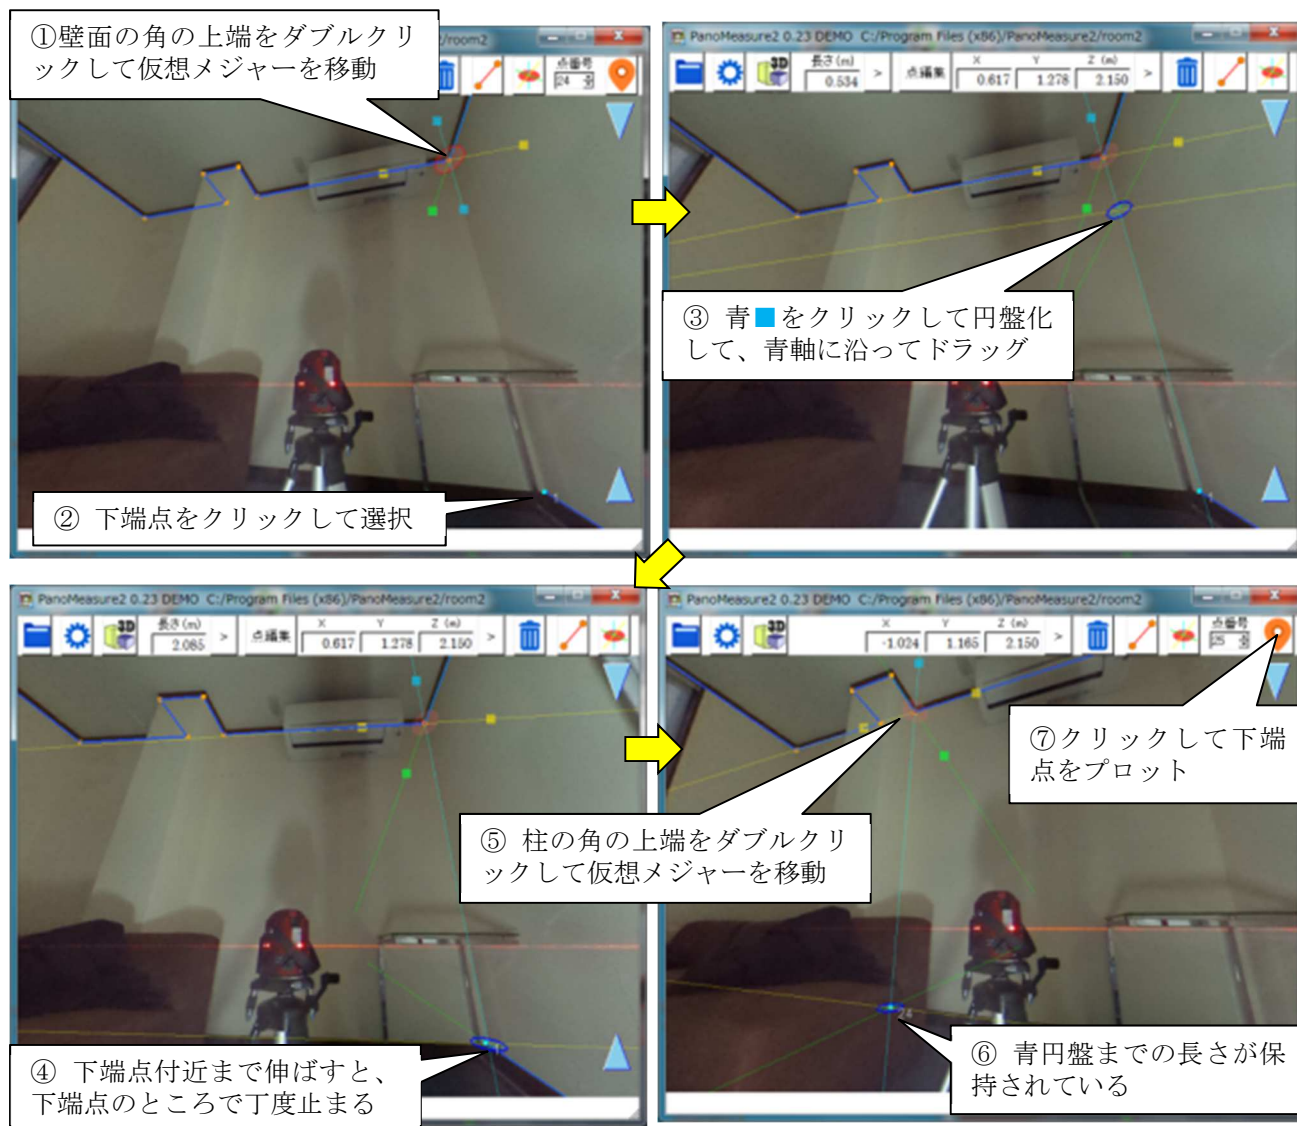 ①壁面の角の上端をダブルクリ
ックして仮想メジャーを移動
/room2
点番号
24
PanoMeasure2 0.23 DEMO C:/Program Files (x86)/PanoMeasure2/room2
3D
長さ(m)
0.534
>
点編集
X Y Z (m)
0.617 1.278 2.150
>
③ 青■をクリックして円盤化
して、青軸に沿ってドラッグ
② 下端点をクリックして選択
PanoMeasure2 0.23 DEMO C:/Program Files (x86)/PanoMeasure2/room2
3D
長さ(m)
2.085
>
点編集
X Y Z (m)
0.617 1.278 2.150
>
④ 下端点付近まで伸ばすと、
下端点のところで丁度止まる
PanoMeasure2 0.23 DEMO C:/Program Files (x86)/PanoMeasure2/room2
3D
X Y Z (m)
-1.024 1.165 2.150
>
点番号
25
⑦クリックして下端
点をプロット
⑤ 柱の角の上端をダブルクリ
ックして仮想メジャーを移動
⑥ 青円盤までの長さが保
持されている